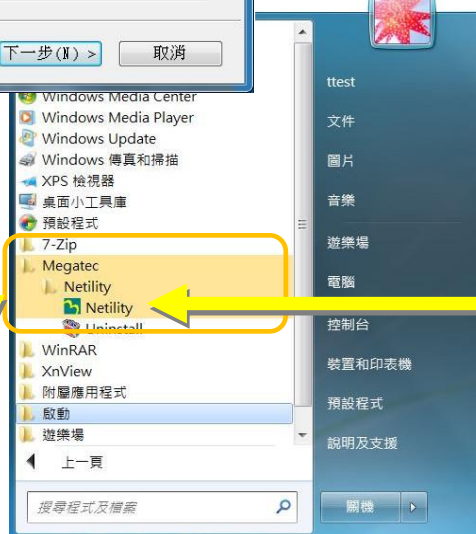 下一步(N) >
取消
Windows Media Center
Windows Media Player
Windows Update
Windows 傳真和掃描
XPS 檢視器
桌面小工具庫
預設程式
7-Zip
Megatec
Netility
Netility
Uninstall
WinRAR
XnView
附屬應用程式
啟動
遊樂場
上一頁
搜尋程式及檔案
ttest
文件
圖片
音樂
遊樂場
電腦
控制台
裝置和印表機
預設程式
說明及支援
關機